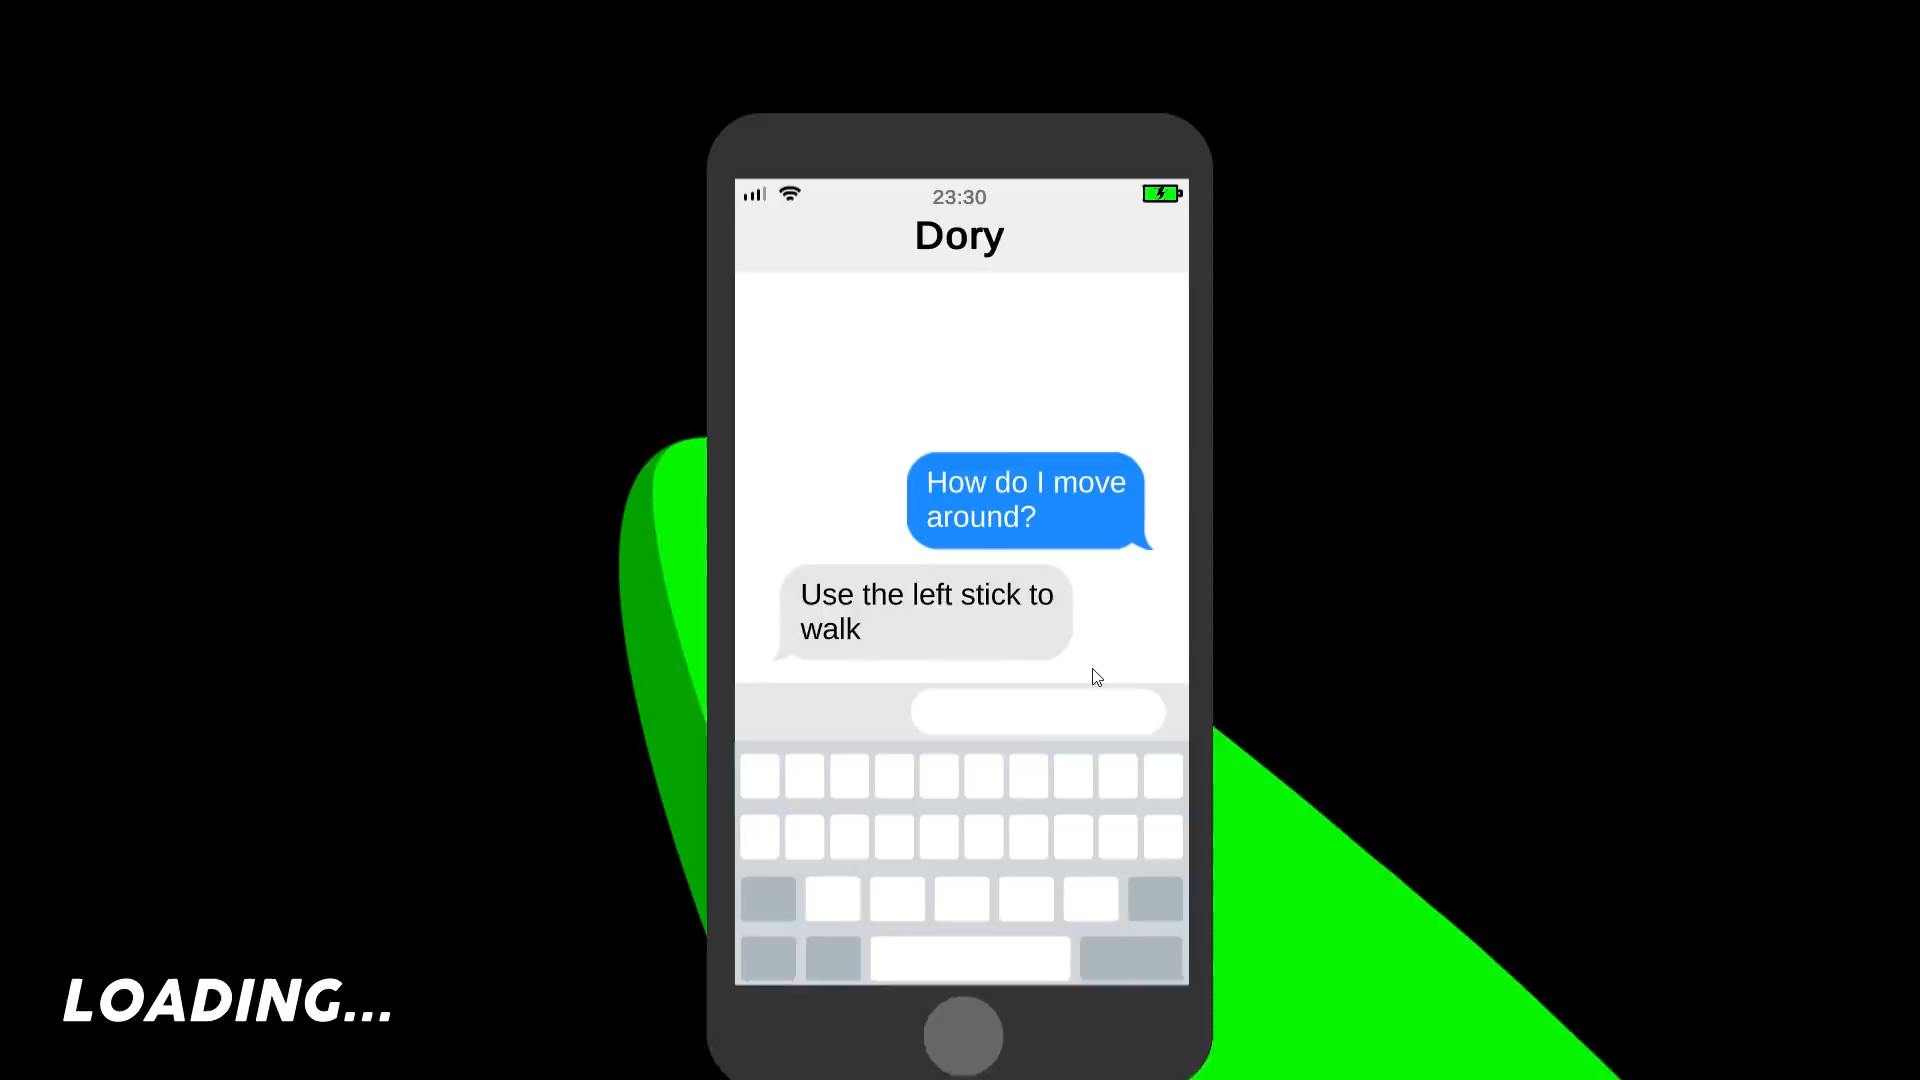 23:30
Dory
How do I move
around?
Use the left stick to
walk
LOADING...